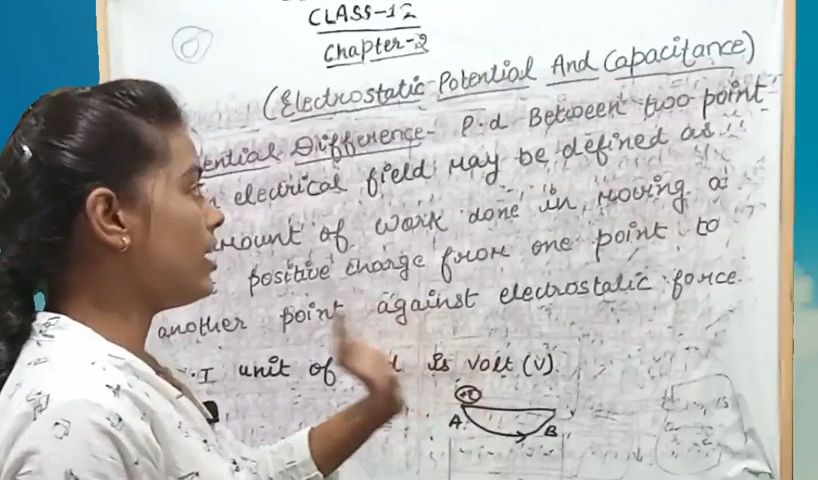 CLASS-12
Chapter-2
(Electrostatic Potential And Capacitance)
ential Difference- P.d Between two point
electrical field may be defined as
mount of work done in moving a
positive charge from one point to
another point against electrostatic force.
I unit of is volt (V).
A B